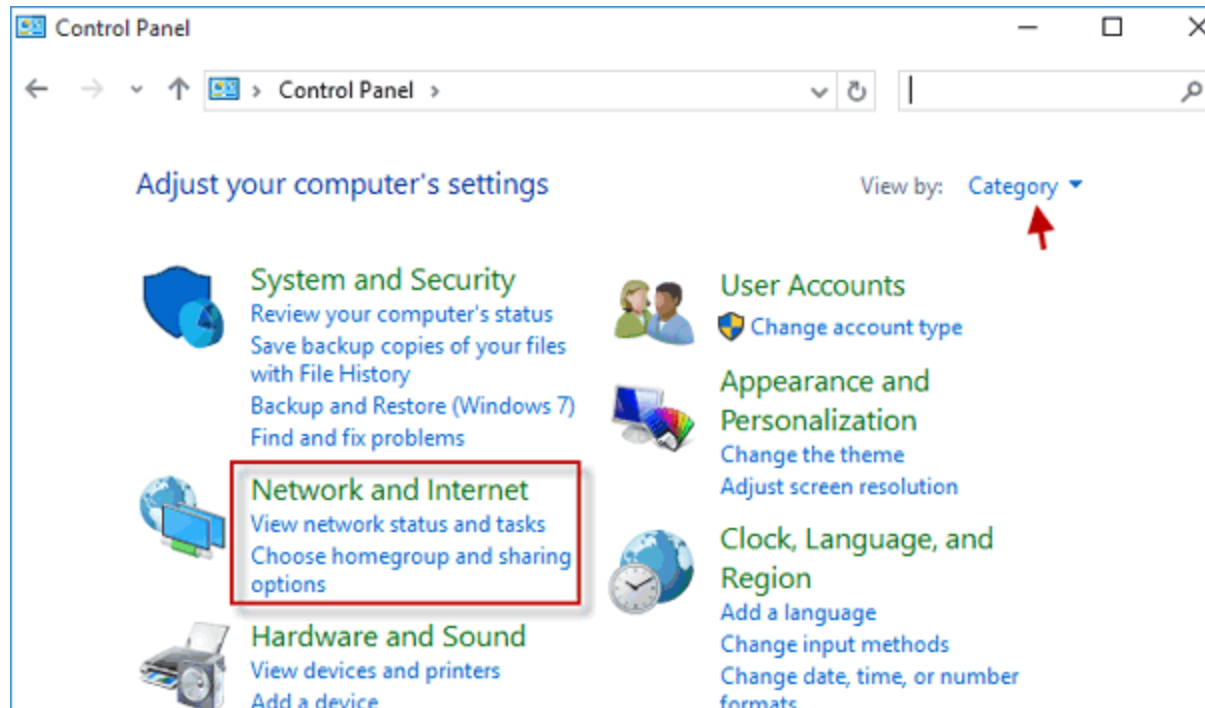 Control Panel
Control Panel
Adjust your computer's settings
View by: Category
System and Security
Review your computer's status
Save backup copies of your files
with File History
Backup and Restore (Windows 7)
Find and fix problems
Network and Internet
View network status and tasks
Choose homegroup and sharing
options
Hardware and Sound
View devices and printers
Add a device
User Accounts
Change account type
Appearance and
Personalization
Change the theme
Adjust screen resolution
Clock, Language, and
Region
Add a language
Change input methods
Change date, time, or number
formats